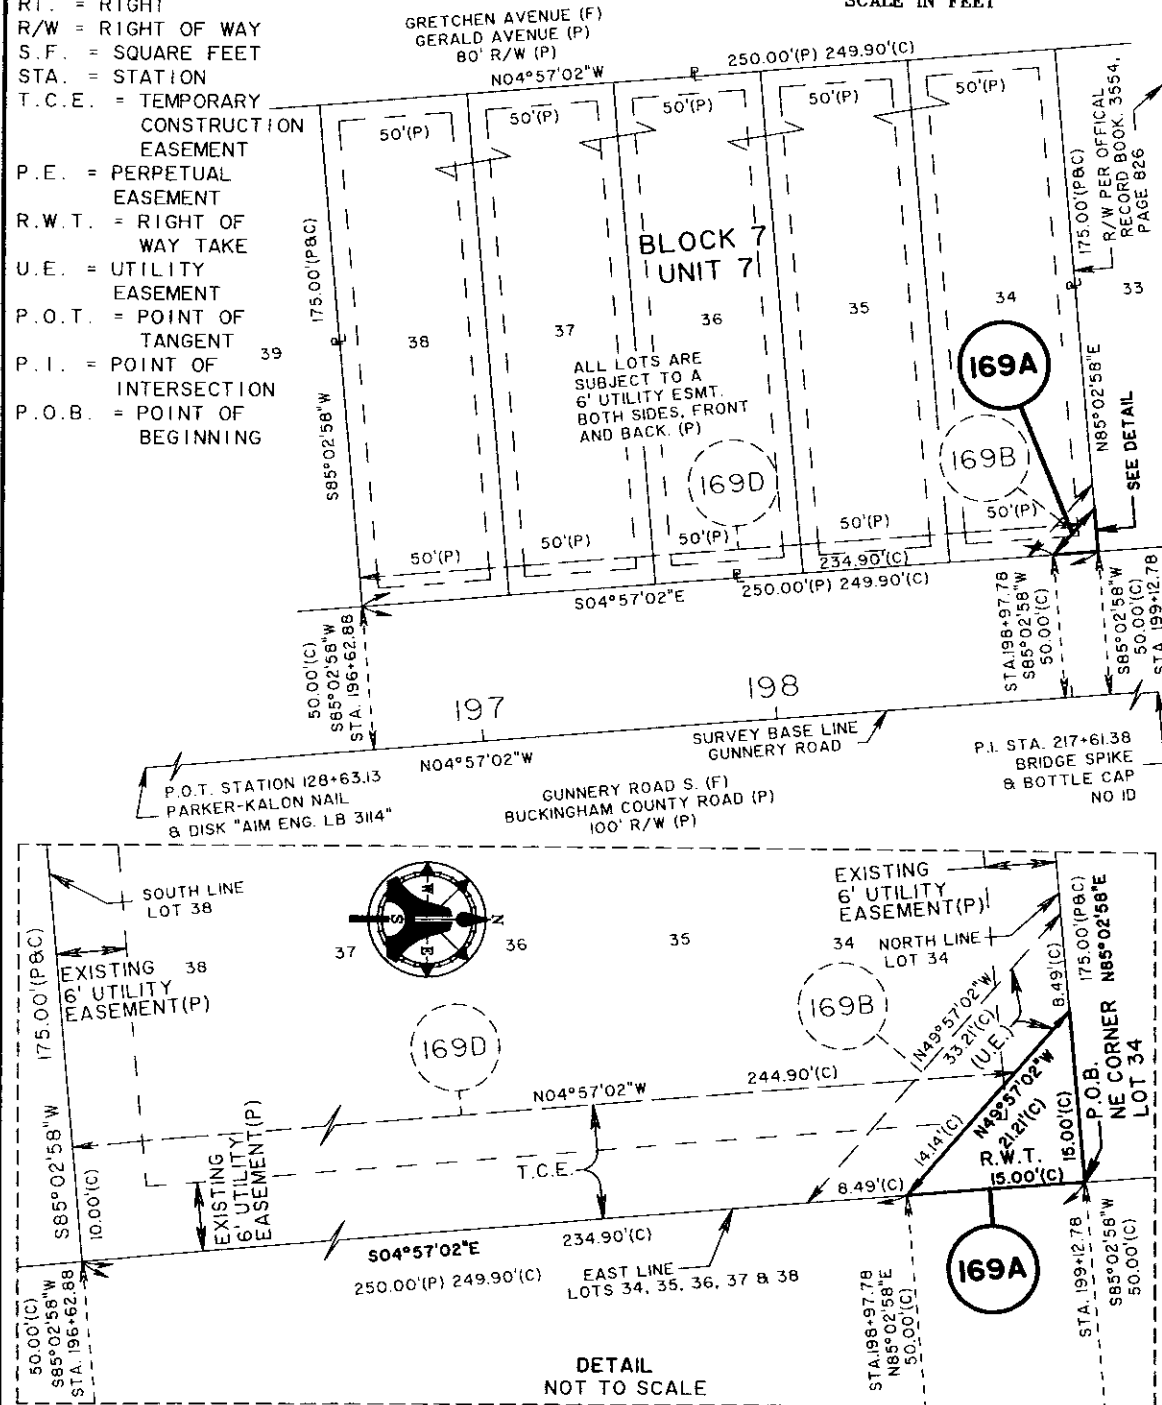 RT. = RIGHT
R/W = RIGHT OF WAY
S.F. = SQUARE FEET
STA. = STATION
T.C.E. = TEMPORARY
CONSTRUCTION
EASEMENT
P.E. = PERPETUAL
EASEMENT
R.W.T. = RIGHT OF
WAY TAKE
U.E. = UTILITY
EASEMENT
P.O.T. = POINT OF
TANGENT
P.I. = POINT OF
INTERSECTION
P.O.B. = POINT OF
BEGINNING
SCALE IN FEET
GRETCHEN AVENUE (F)
GERALD AVENUE (P)
80' R/W (P)
N04°57'02"W
250.00'(P) 249.90'(C)
50'(P)
50'(P)
50'(P)
50'(P)
50'(P)
175.00'(P&C)
R/W PER OFFICAL
RECORD BOOK. 3554,
PAGE 826
175.00'(P&C)
BLOCK 7
UNIT 7
39
38
37
36
35
34
33
ALL LOTS ARE
SUBJECT TO A
6' UTILITY ESMT.
BOTH SIDES, FRONT
AND BACK. (P)
169A
169B
169D
S85°02'58"W
N85°02'58"E
SEE DETAIL
50'(P)
50'(P)
50'(P)
50'(P)
50'(P)
234.90'(C)
S04°57'02"E
250.00'(P) 249.90'(C)
50.00'(C)
S85°02'58"W
STA. 196+62.88
STA.198+97.78
S85°02'58"W
50.00'(C)
S85°02'58"W
50.00'(C)
STA. 199+12.78
197
198
N04°57'02"W
SURVEY BASE LINE
GUNNERY ROAD
P.O.T. STATION 128+63.13
PARKER-KALON NAIL
& DISK "AIM ENG. LB 3114"
GUNNERY ROAD S. (F)
BUCKINGHAM COUNTY ROAD (P)
100' R/W (P)
P.I. STA. 217+61.38
BRIDGE SPIKE
& BOTTLE CAP
NO ID
175.00'(P&C)
SOUTH LINE
LOT 38
EXISTING
6' UTILITY
EASEMENT(P)
38
37
W
S
N
E
36
35
34
EXISTING
6' UTILITY
EASEMENT(P)
NORTH LINE
LOT 34
175.00'(P&C)
N85°02'58"E
8.49'(C)
169D
169B
N49°57'02"W
33.21'(C)
(U.E.)
N04°57'02"W
244.90'(C)
14.14'(C)
N49°57'02"W
21.21'(C)
R.W.T.
15.00'(C)
15.00'(C)
P.O.B.
NE CORNER
LOT 34
S85°02'58"W
10.00'(C)
EXISTING
6' UTILITY
EASEMENT(P)
T.C.E.
8.49'(C)
S04°57'02"E
234.90'(C)
250.00'(P) 249.90'(C)
EAST LINE
LOTS 34, 35, 36, 37 & 38
169A
50.00'(C)
S85°02'58"W
STA. 196+62.88
STA.198+97.78
N85°02'58"E
50.00'(C)
STA. 199+12.78
S85°02'58"W
50.00'(C)
DETAIL
NOT TO SCALE